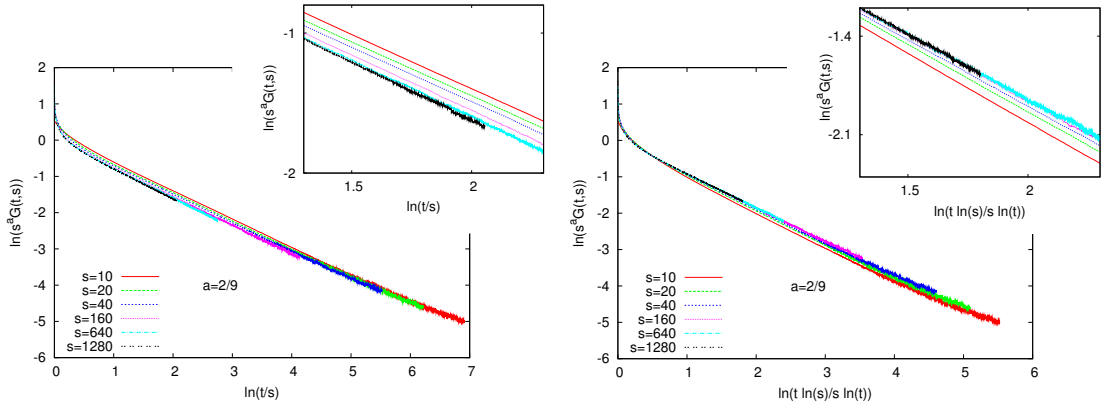 2
1
0
-1
-2
-3
-4
-5
-6
0 1 2 3 4 5 6 7
ln(s^aG(t,s))
ln(t/s)
a=2/9
s=10
s=20
s=40
s=160
s=640
s=1280
-1
-2
1.5 2
ln(s^aG(t,s))
ln(t/s)
2
1
0
-1
-2
-3
-4
-5
-6
0 1 2 3 4 5 6
ln(s^aG(t,s))
ln(t ln(s)/s ln(t))
a=2/9
s=10
s=20
s=40
s=160
s=640
s=1280
-1.4
-2.1
1.5 2
ln(s^aG(t,s))
ln(t ln(s)/s ln(t))